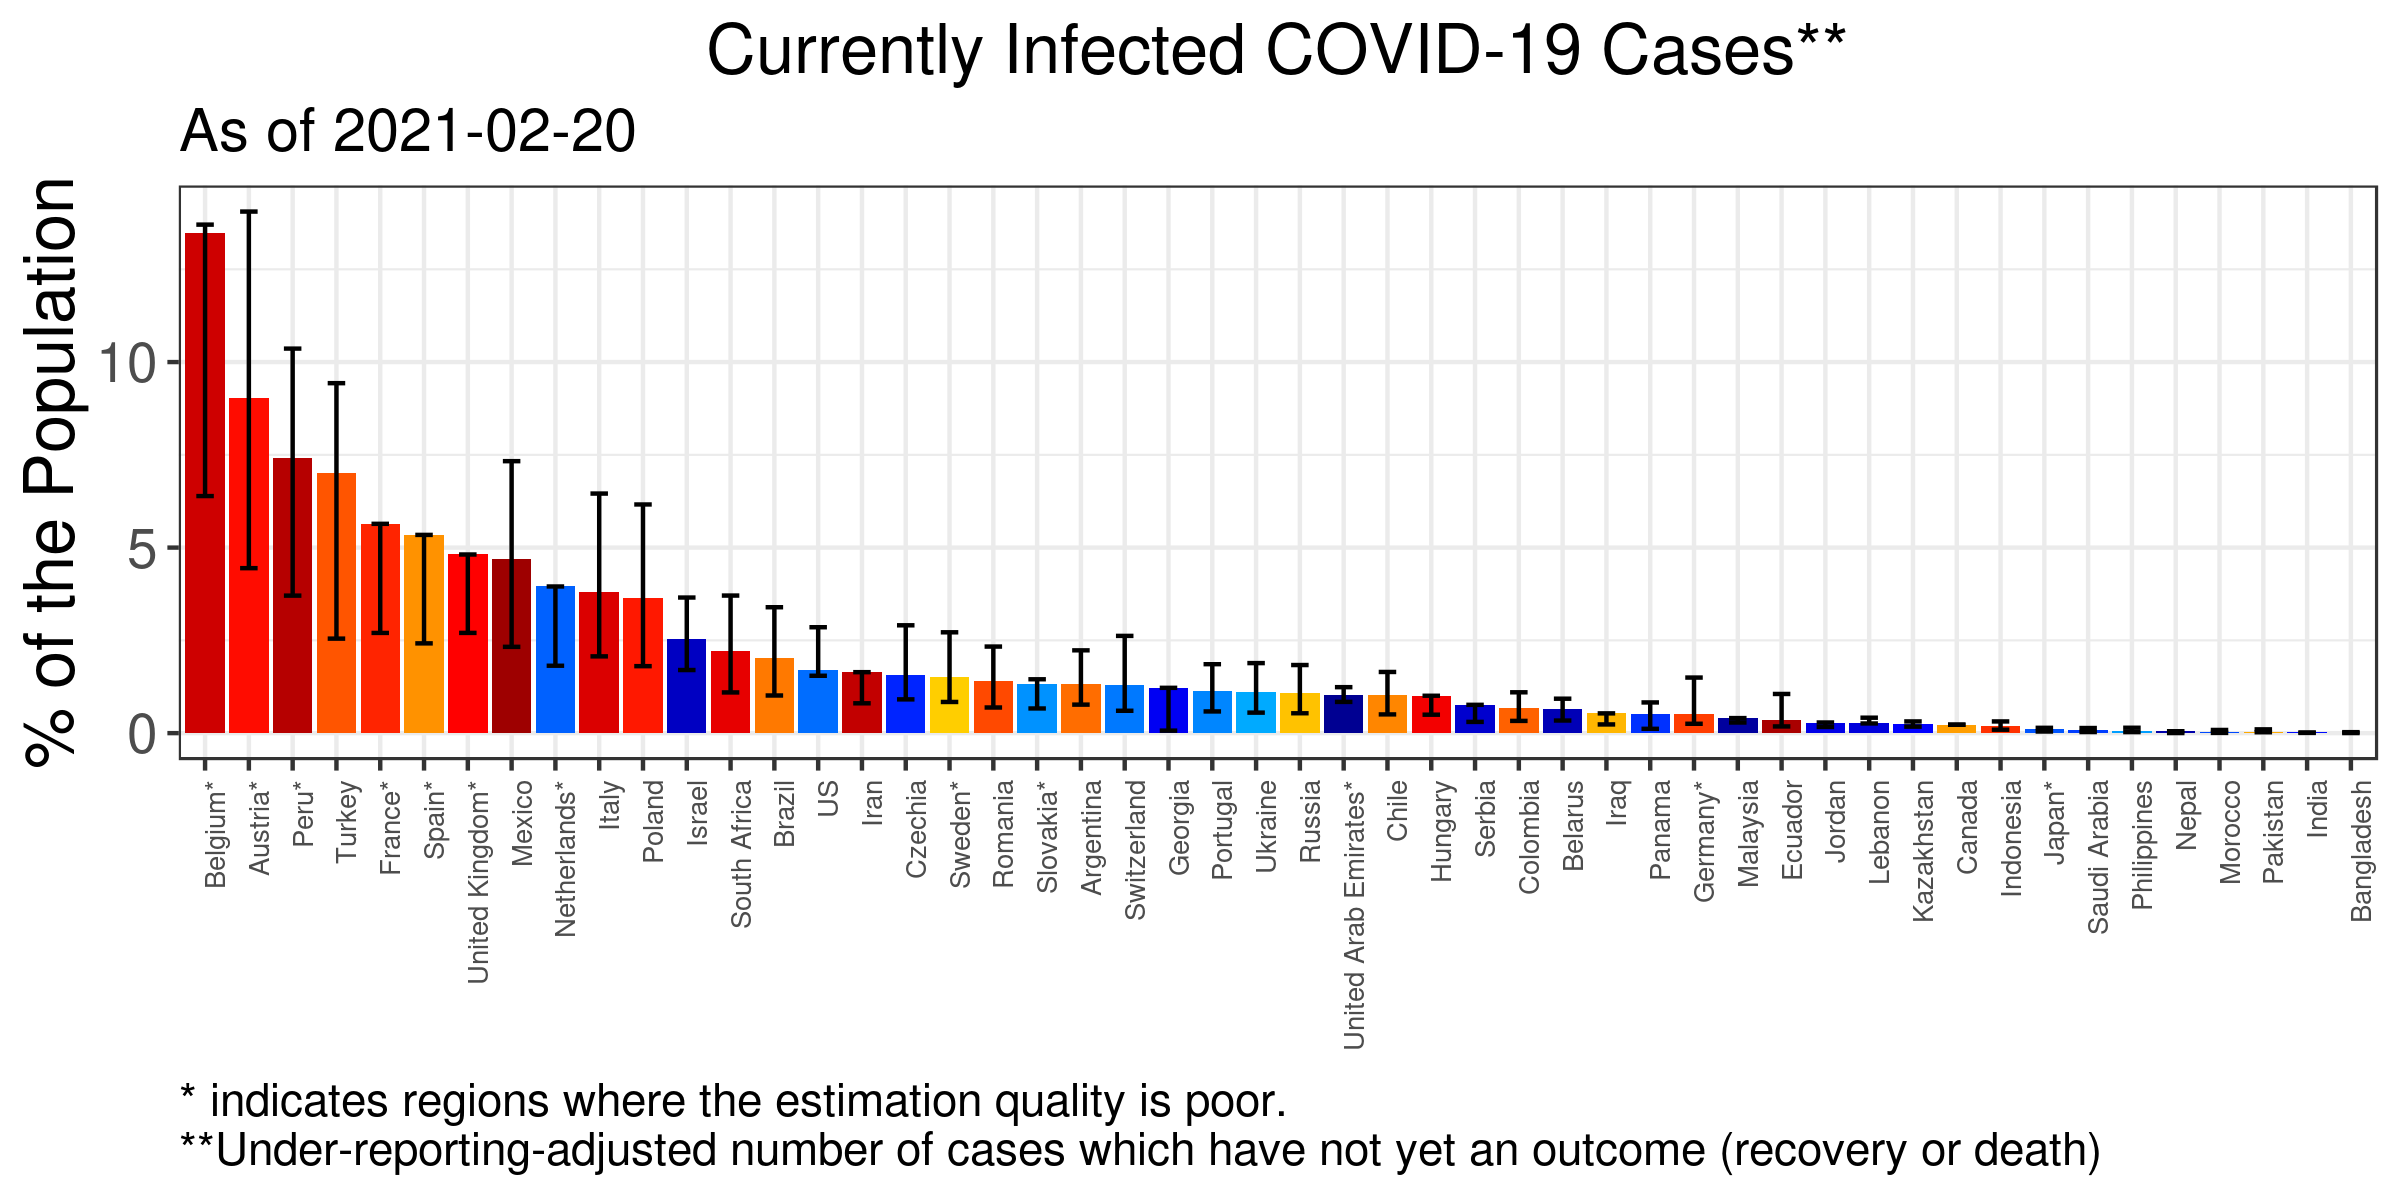 Currently Infected COVID-19 Cases**
As of 2021-02-20
% of the Population
10
5
0
Belgium*
Austria*
Peru*
Turkey
France*
Spain*
United Kingdom*
Mexico
Netherlands*
Italy
Poland
Israel
South Africa
Brazil
US
Iran
Czechia
Sweden*
Romania
Slovakia*
Argentina
Switzerland
Georgia
Portugal
Ukraine
Russia
United Arab Emirates*
Chile
Hungary
Serbia
Colombia
Belarus
Iraq
Panama
Germany*
Malaysia
Ecuador
Jordan
Lebanon
Kazakhstan
Canada
Indonesia
Japan*
Saudi Arabia
Philippines
Nepal
Morocco
Pakistan
India
Bangladesh
* indicates regions where the estimation quality is poor.
**Under-reporting-adjusted number of cases which have not yet an outcome (recovery or death)